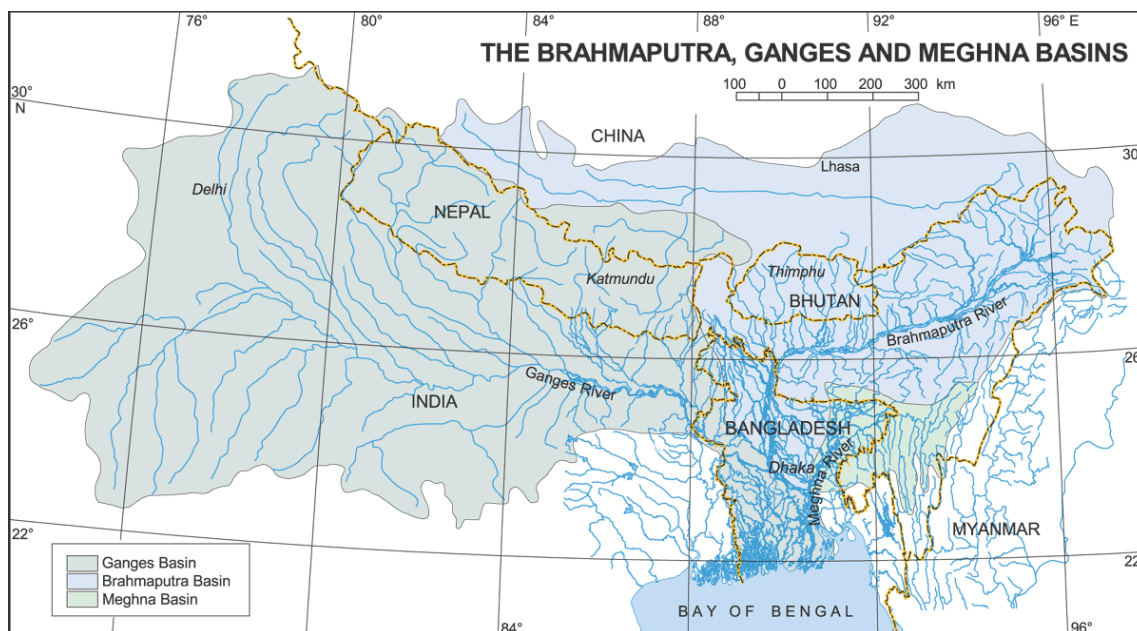 76°
80°
84°
88°
92°
96° E
THE BRAHMAPUTRA, GANGES AND MEGHNA BASINS
100 0 100 200 300 km
30°
N
CHINA
Lhasa
30
Delhi
NEPAL
Katmundu
Thimphu
BHUTAN
Brahmaputra River
26°
26
Ganges River
INDIA
BANGLADESH
Dhaka
Meghna River
MYANMAR
22°
22
Ganges Basin
Brahmaputra Basin
Meghna Basin
BAY OF BENGAL
84°
96°